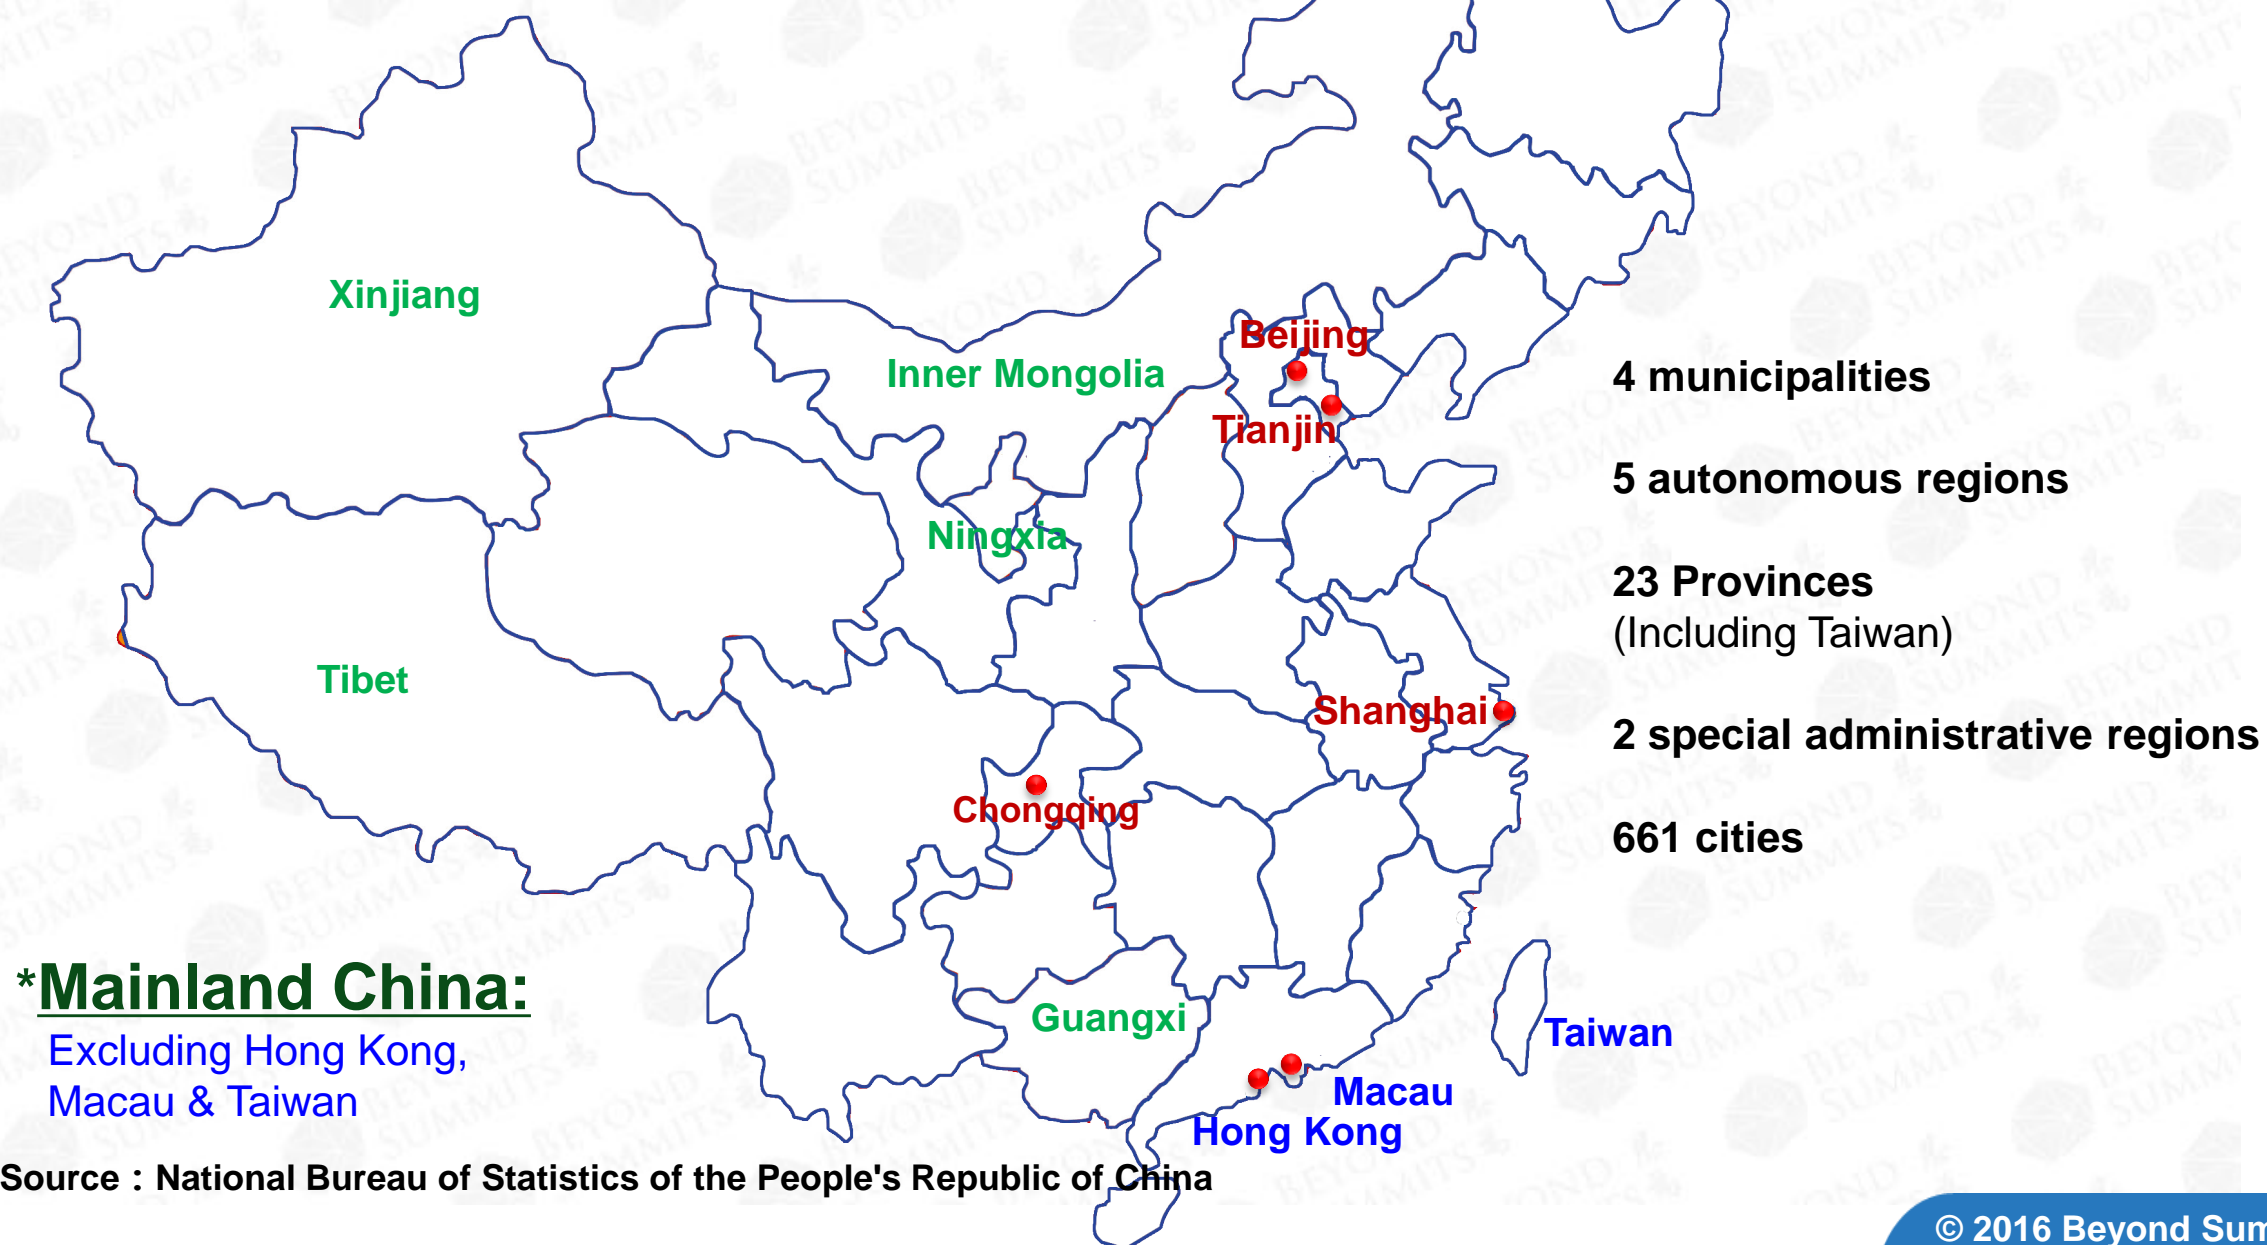 Xinjiang
Beijing
Inner Mongolia
Tianjin
Ningxia
Tibet
Shanghai
Chongqing
Guangxi
Taiwan
Macau
Hong Kong
4 municipalities
5 autonomous regions
23 Provinces
(Including Taiwan)
2 special administrative regions
661 cities
*Mainland China:
Excluding Hong Kong,
Macau & Taiwan
Source：National Bureau of Statistics of the People's Republic of China
© 2016 Beyond Sum
BEYOND
SUMMITS